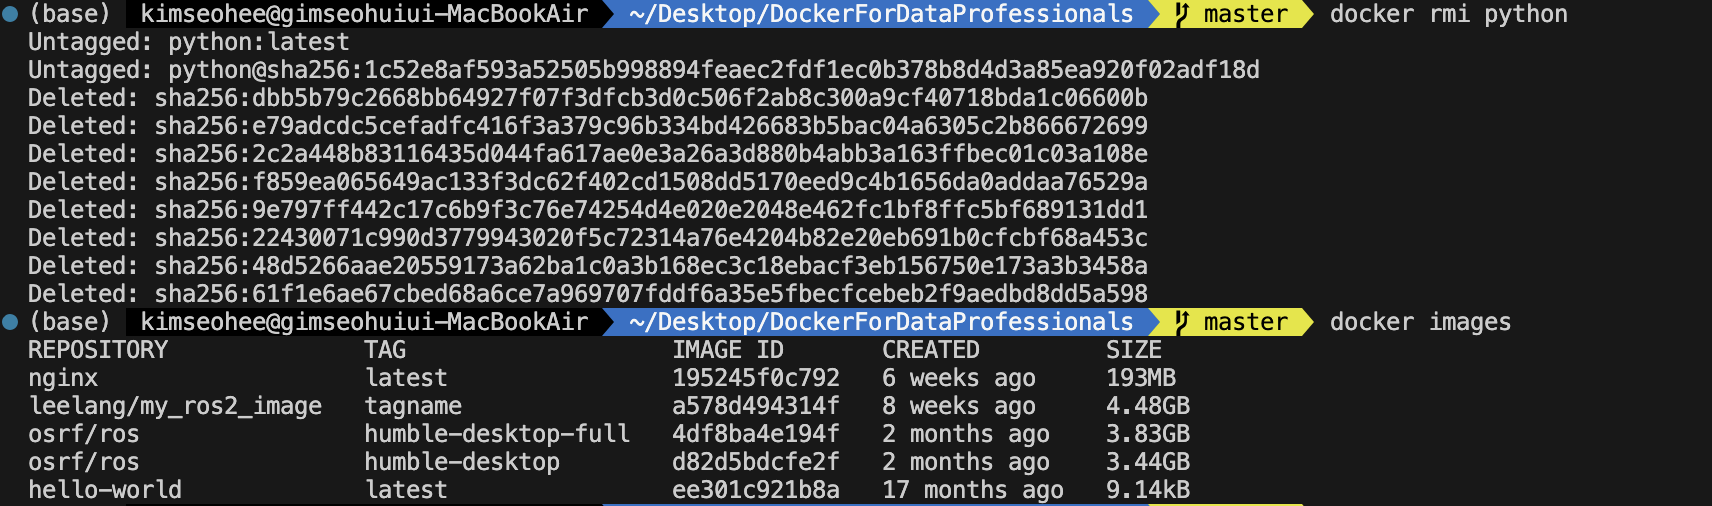 (base) kimseohee@gimseohuiui-MacBookAir ~/Desktop/DockerForDataProfessionals master docker rmi python
Untagged: python:latest
Untagged: python@sha256:1c52e8af593a52505b998894feaec2fdf1ec0b378b8d4d3a85ea920f02adf18d
Deleted: sha256:dbb5b79c2668bb64927f07f3dfcb3d0c506f2ab8c300a9cf40718bda1c06600b
Deleted: sha256:e79adcdc5cefadfc416f3a379c96b334bd426683b5bac04a6305c2b866672699
Deleted: sha256:2c2a448b83116435d044fa617ae0e3a26a3d880b4abb3a163ffbec01c03a108e
Deleted: sha256:f859ea065649ac133f3dc62f402cd1508dd5170eed9c4b1656da0addaa76529a
Deleted: sha256:9e797ff442c17c6b9f3c76e74254d4e020e2048e462fc1bf8ffc5bf689131dd1
Deleted: sha256:22430071c990d3779943020f5c72314a76e4204b82e20eb691b0cfcbf68a453c
Deleted: sha256:48d5266aae20559173a62ba1c0a3b168ec3c18ebacf3eb156750e173a3b3458a
Deleted: sha256:61f1e6ae67cbed68a6ce7a969707fddf6a35e5fbecfcebeb2f9aedbd8dd5a598
(base) kimseohee@gimseohuiui-MacBookAir ~/Desktop/DockerForDataProfessionals master docker images
REPOSITORY TAG IMAGE ID CREATED SIZE
nginx latest 195245f0c792 6 weeks ago 193MB
leelang/my_ros2_image tagname a578d494314f 8 weeks ago 4.48GB
osrf/ros humble-desktop-full 4df8ba4e194f 2 months ago 3.83GB
osrf/ros humble-desktop d82d5bdcfe2f 2 months ago 3.44GB
hello-world latest ee301c921b8a 17 months ago 9.14kB